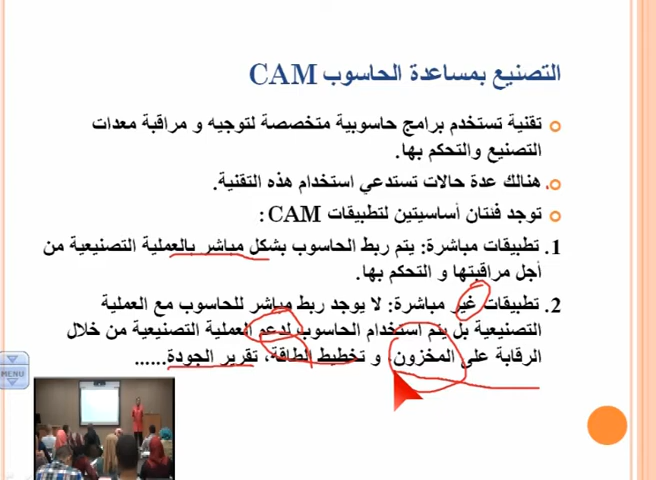 التصنيع بمساعدة الحاسوب CAM
تقنية تستخدم برامج حاسوبية متخصصة لتوجيه و مراقبة معدات
التصنيع والتحكم بها.
هنالك عدة حالات تستدعي استخدام هذه التقنية.
توجد فئتان أساسيتين لتطبيقات CAM :
1. تطبيقات مباشرة: يتم ربط الحاسوب بشكل مباشر بالعملية التصنيعية من
أجل مراقبتها و التحكم بها.
2. تطبيقات غير مباشرة: لا يوجد ربط مباشر للحاسوب مع العملية
التصنيعية بل يتم استخدام الحاسوب لدعم العملية التصنيعية من خلال
الرقابة على المخزون، و تخطيط الطاقة، تقرير الجودة......
MENU